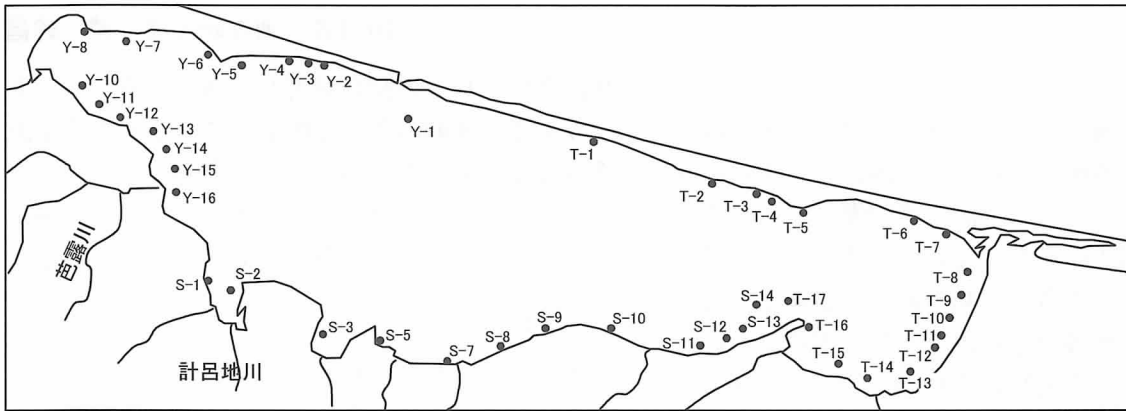 Y-8
Y-7
Y-6
Y-5
Y-4
Y-3
Y-2
Y-10
Y-11
Y-12
Y-13
Y-14
Y-15
Y-16
Y-1
T-1
T-2
T-3
T-4
T-5
T-6
T-7
T-8
T-9
T-10
T-11
T-12
T-13
T-14
T-15
T-16
T-17
S-14
S-13
S-12
S-11
S-10
S-9
S-8
S-7
S-5
S-3
S-2
S-1
芭露川
計呂地川